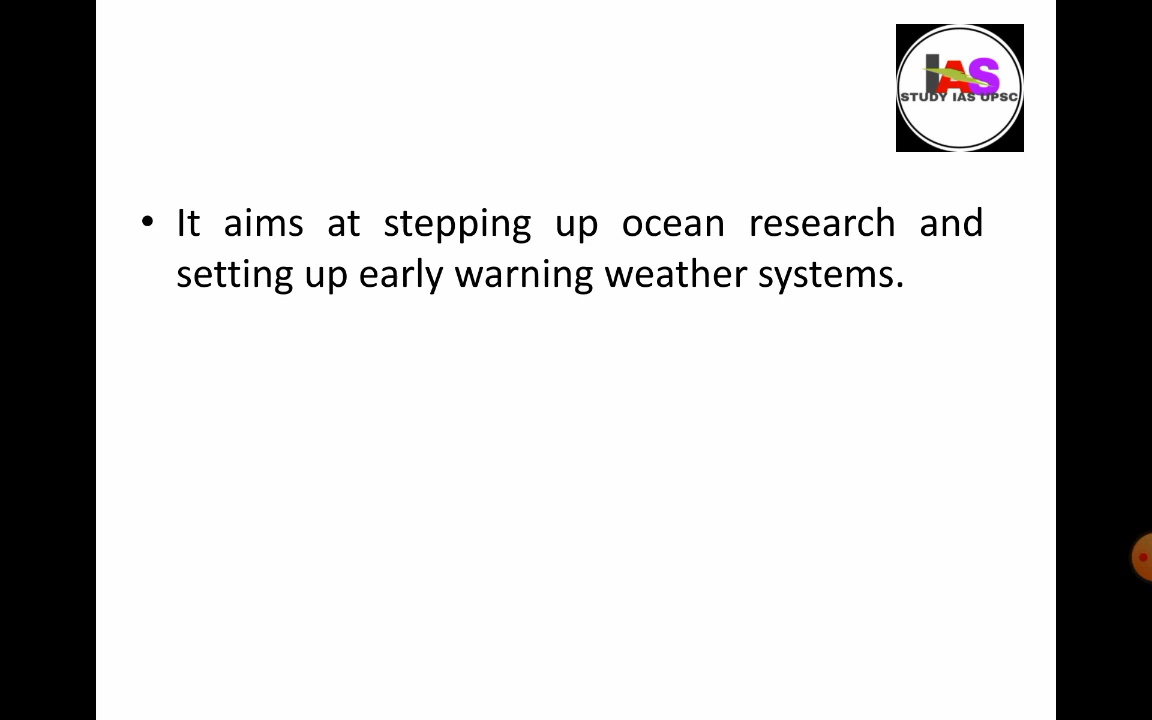 IAS
STUDY IAS UPSC
• It aims at stepping up ocean research and
setting up early warning weather systems.